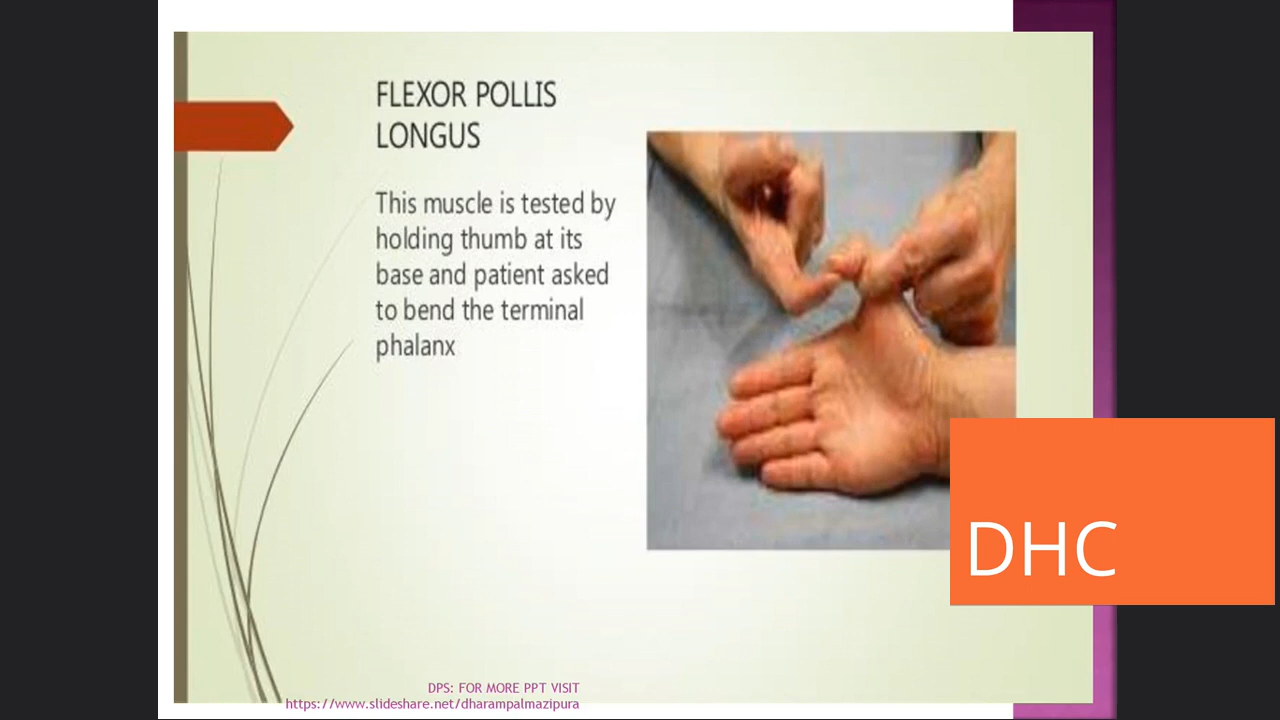 FLEXOR POLLIS
LONGUS
This muscle is tested by
holding thumb at its
base and patient asked
to bend the terminal
phalanx
DHC
DPS: FOR MORE PPT VISIT
https://www.slideshare.net/dharampalmazipura